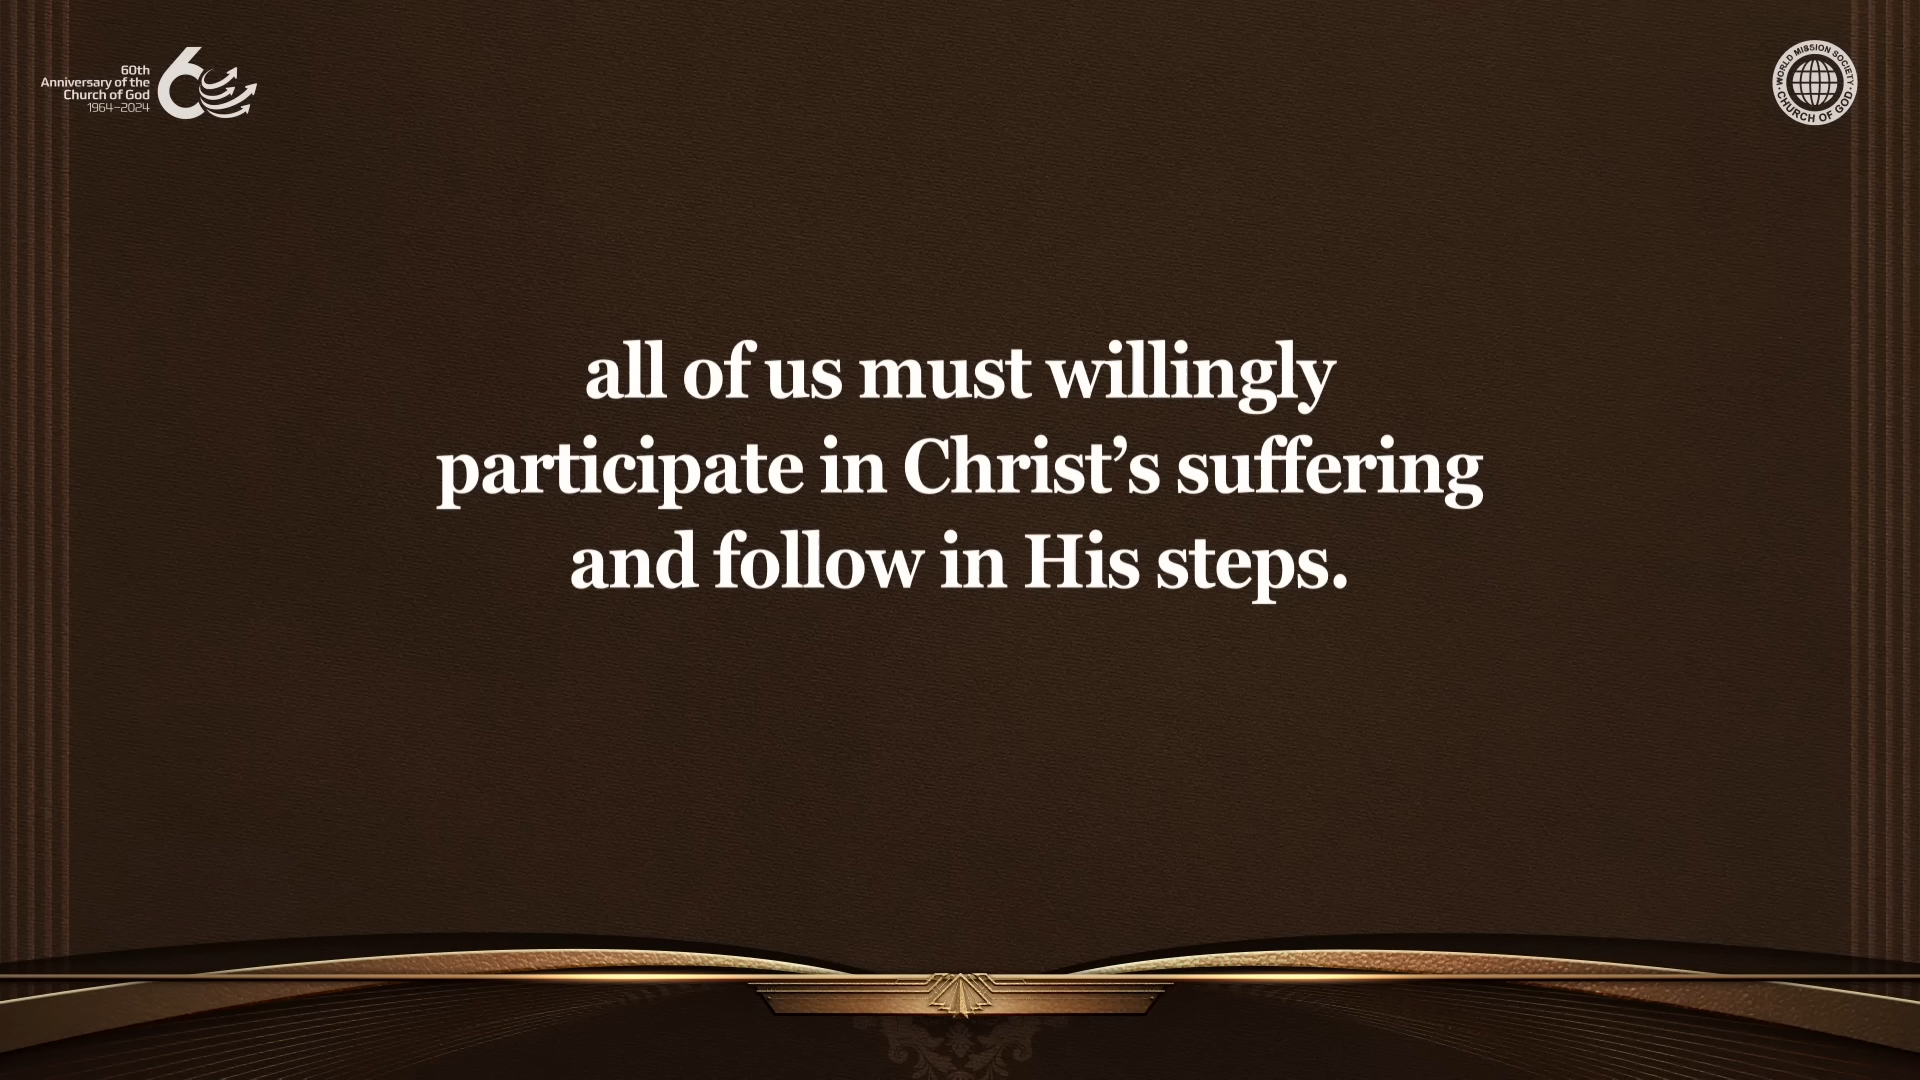 60th
Anniversary of the
Church of God
1964–2024
WORLD MISSION SOCIETY
CHURCH OF GOD
all of us must willingly
participate in Christ’s suffering
and follow in His steps.